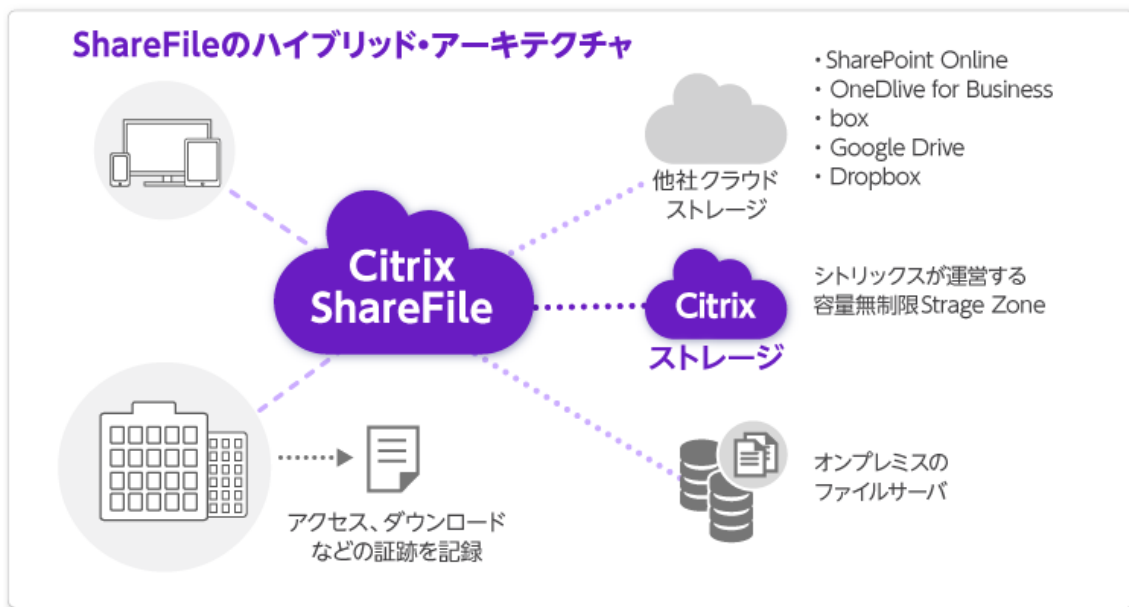 ShareFileのハイブリッド・アーキテクチャ
・SharePoint Online
・ OneDlive for Business
・ box
・ Google Drive
・ Dropbox
他社クラウド
ストレージ
Citrix
ShareFile
Citrix
ストレージ
シトリックスが運営する
容量無制限Strage Zone
オンプレミスの
ファイルサーバ
アクセス、ダウンロード
などの証跡を記録